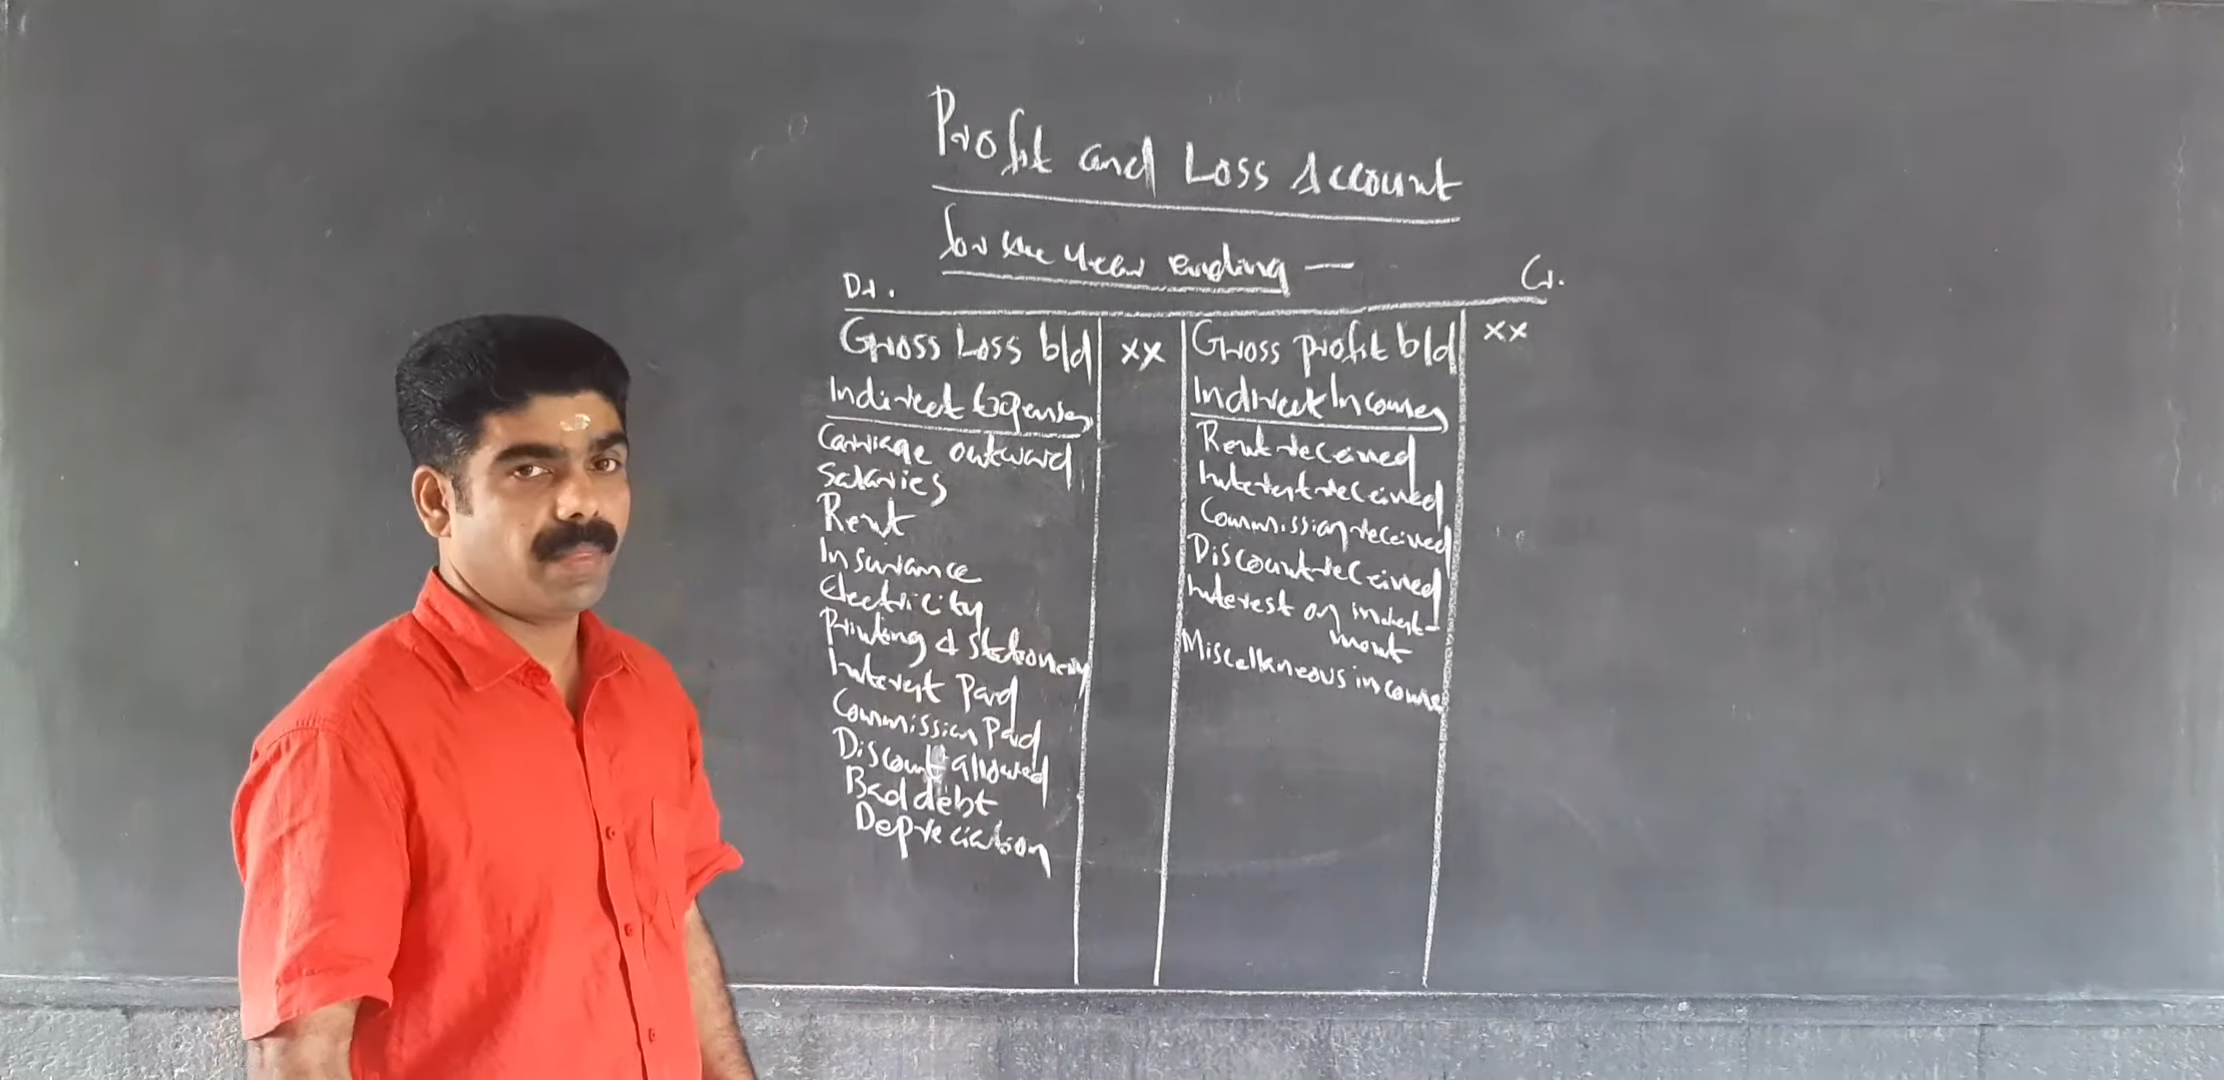 Profit and Loss Account
for the year ending —
Dr.
Cr.
Gross Loss b/d
xx
Indirect Expenses
Carriage outward
Salaries
Rent
Insurance
Electricity
Printing & Stationery
Interest Paid
Commission Paid
Discount allowed
Bad debt
Depreciation
Gross profit b/d
xx
Indirect Incomes
Rent received
Interest received
Commission received
Discount received
Interest on invest-
ment
Miscellaneous income